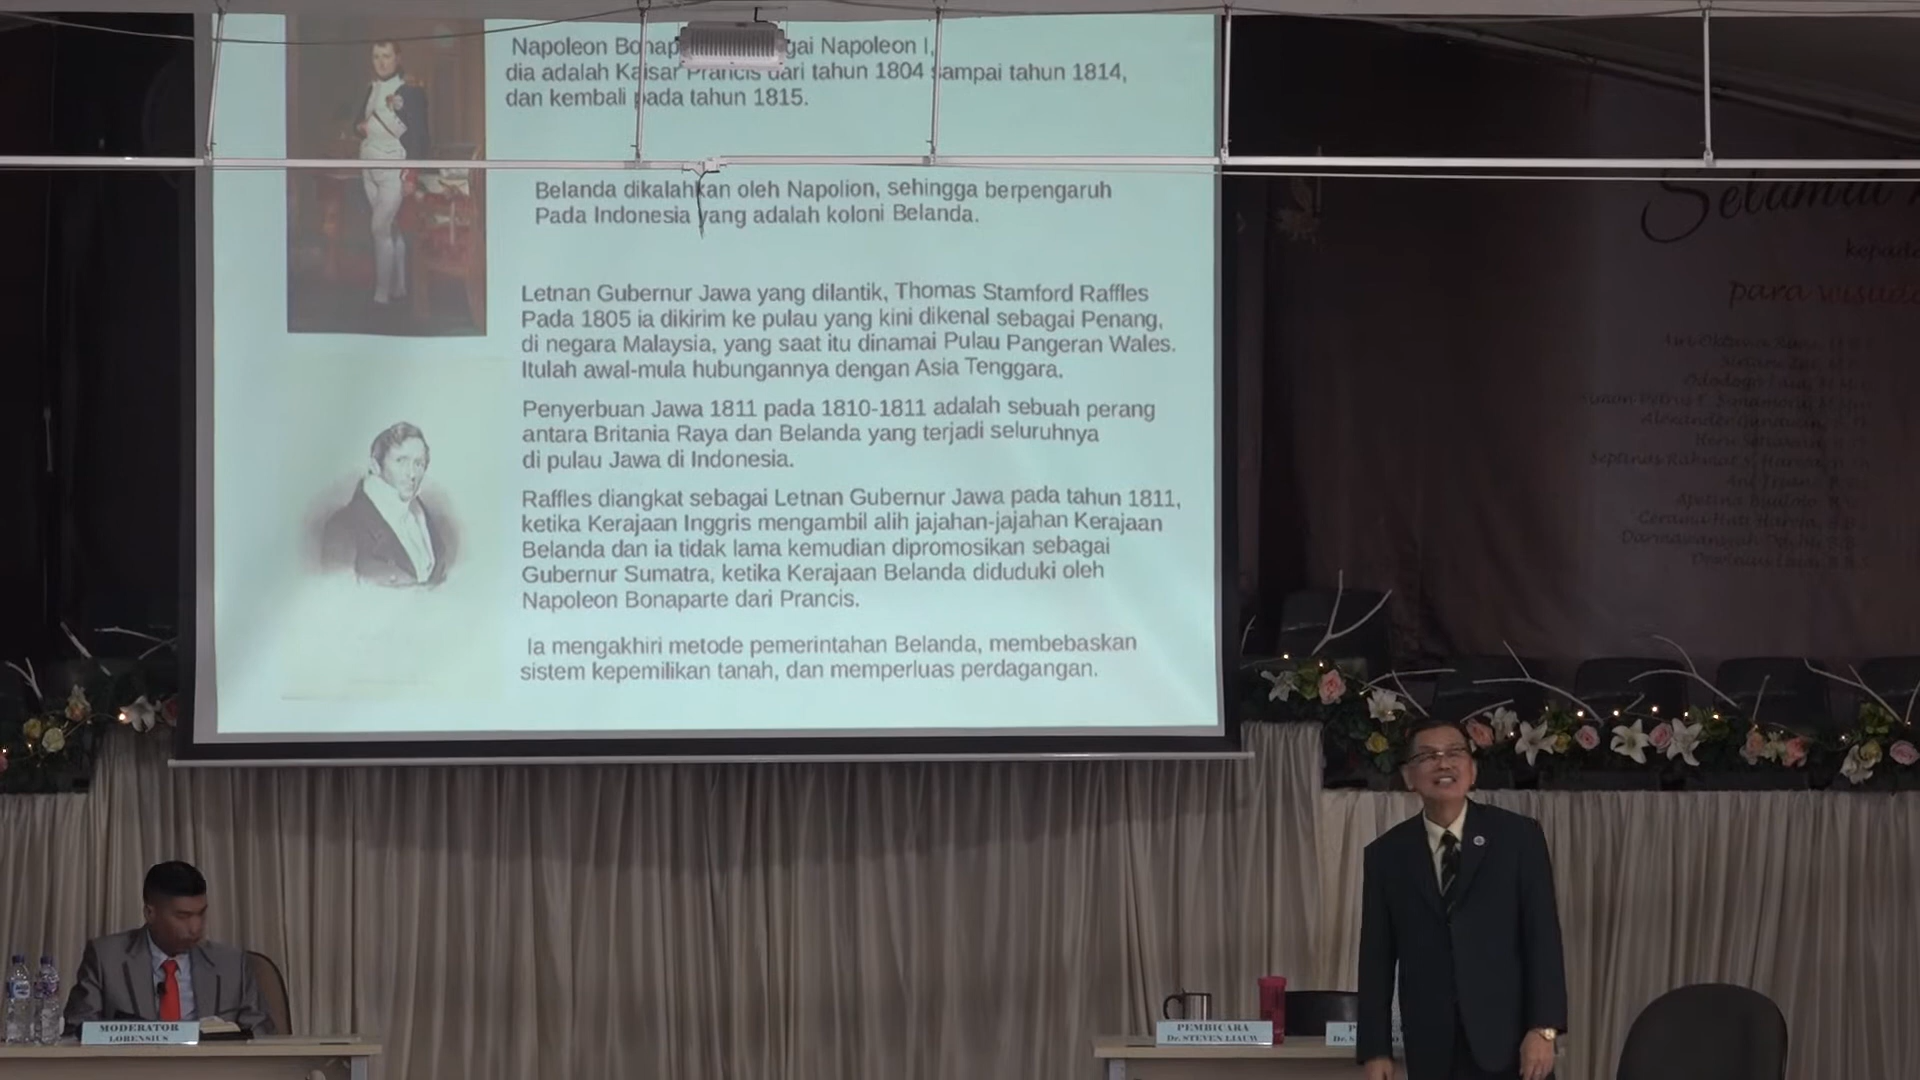 Napoleon Bonap gai Napoleon I,
dia adalah Kaisar Prancis dari tahun 1804 sampai tahun 1814,
dan kembali pada tahun 1815.
Belanda dikalahkan oleh Napolion, sehingga berpengaruh
Pada Indonesia yang adalah koloni Belanda.
Letnan Gubernur Jawa yang dilantik, Thomas Stamford Raffles
Pada 1805 ia dikirim ke pulau yang kini dikenal sebagai Penang,
di negara Malaysia, yang saat itu dinamai Pulau Pangeran Wales.
Itulah awal-mula hubungannya dengan Asia Tenggara.
Penyerbuan Jawa 1811 pada 1810-1811 adalah sebuah perang
antara Britania Raya dan Belanda yang terjadi seluruhnya
di pulau Jawa di Indonesia.
Raffles diangkat sebagai Letnan Gubernur Jawa pada tahun 1811,
ketika Kerajaan Inggris mengambil alih jajahan-jajahan Kerajaan
Belanda dan ia tidak lama kemudian dipromosikan sebagai
Gubernur Sumatra, ketika Kerajaan Belanda diduduki oleh
Napoleon Bonaparte dari Prancis.
Ia mengakhiri metode pemerintahan Belanda, membebaskan
sistem kepemilikan tanah, dan memperluas perdagangan.
Selamat
kepada
para wisuda
MODERATOR
LORENSIUS
PEMBICARA
Dr. STEVEN LIAUW